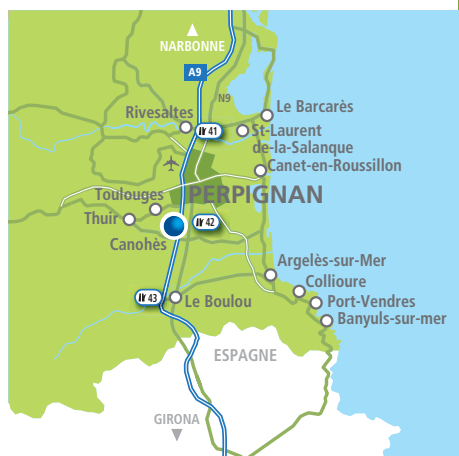 NARBONNE
A9
N9
Le Barcarès
Rivesaltes
41
St-Laurent
de-la-Salanque
Canet-en-Roussillon
Toulouges
PERPIGNAN
Thuir
42
Canohès
Argelès-sur-Mer
Collioure
43
Le Boulou
Port-Vendres
Banyuls-sur-mer
ESPAGNE
GIRONA